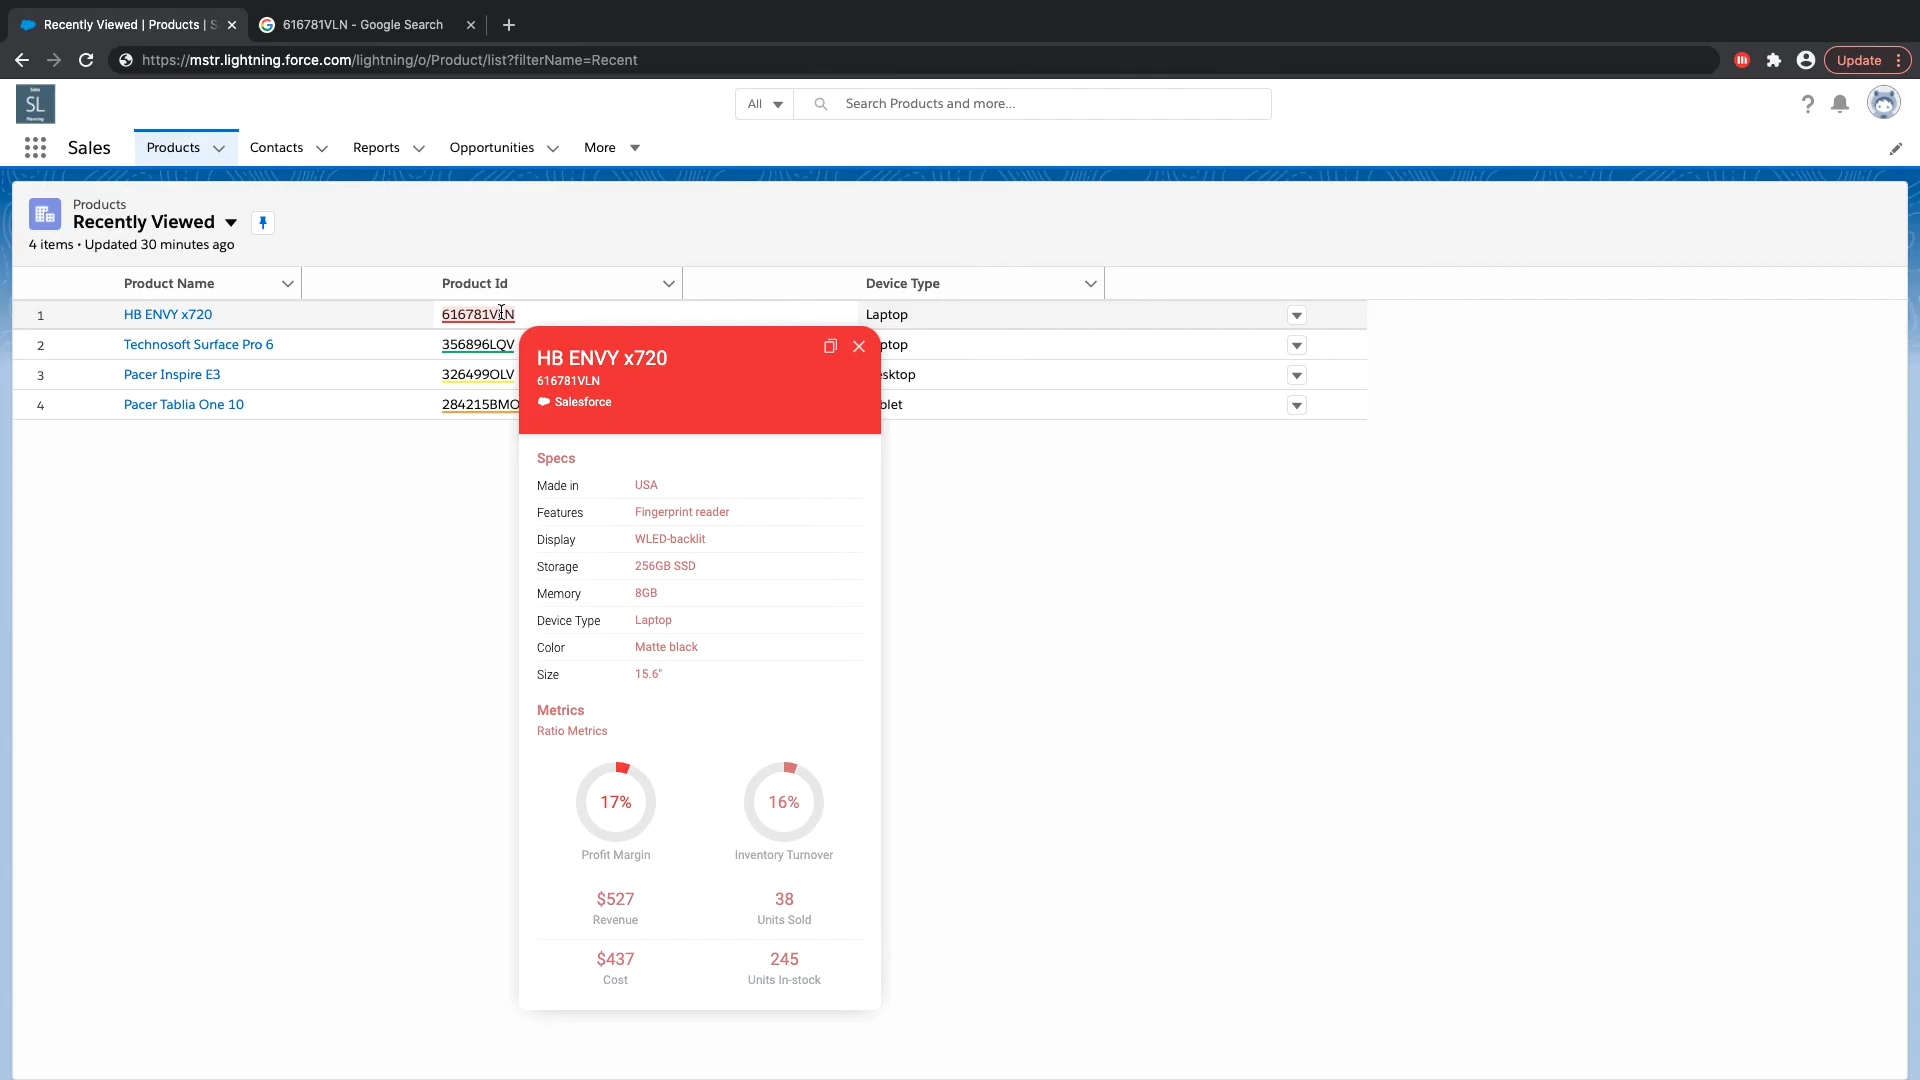 Recently Viewed | Products | S
616781VLN - Google Search
https://mstr.lightning.force.com/lightning/o/Product/list?filterName=Recent
Update
SL
All
Search Products and more...
Sales
Products
Contacts
Reports
Opportunities
More
Products
Recently Viewed
4 items • Updated 30 minutes ago
Product Name Product Id Device Type
1 HB ENVY x720 616781VLN Laptop
2 Technosoft Surface Pro 6 356896LQV ptop
3 Pacer Inspire E3 326499OLV sktop
4 Pacer Tablia One 10 284215BMO blet
HB ENVY x720
616781VLN
Salesforce
Specs
Made in USA
Features Fingerprint reader
Display WLED-backlit
Storage 256GB SSD
Memory 8GB
Device Type Laptop
Color Matte black
Size 15.6"
Metrics
Ratio Metrics
17% 16%
Profit Margin Inventory Turnover
$527 38
Revenue Units Sold
$437 245
Cost Units In-stock